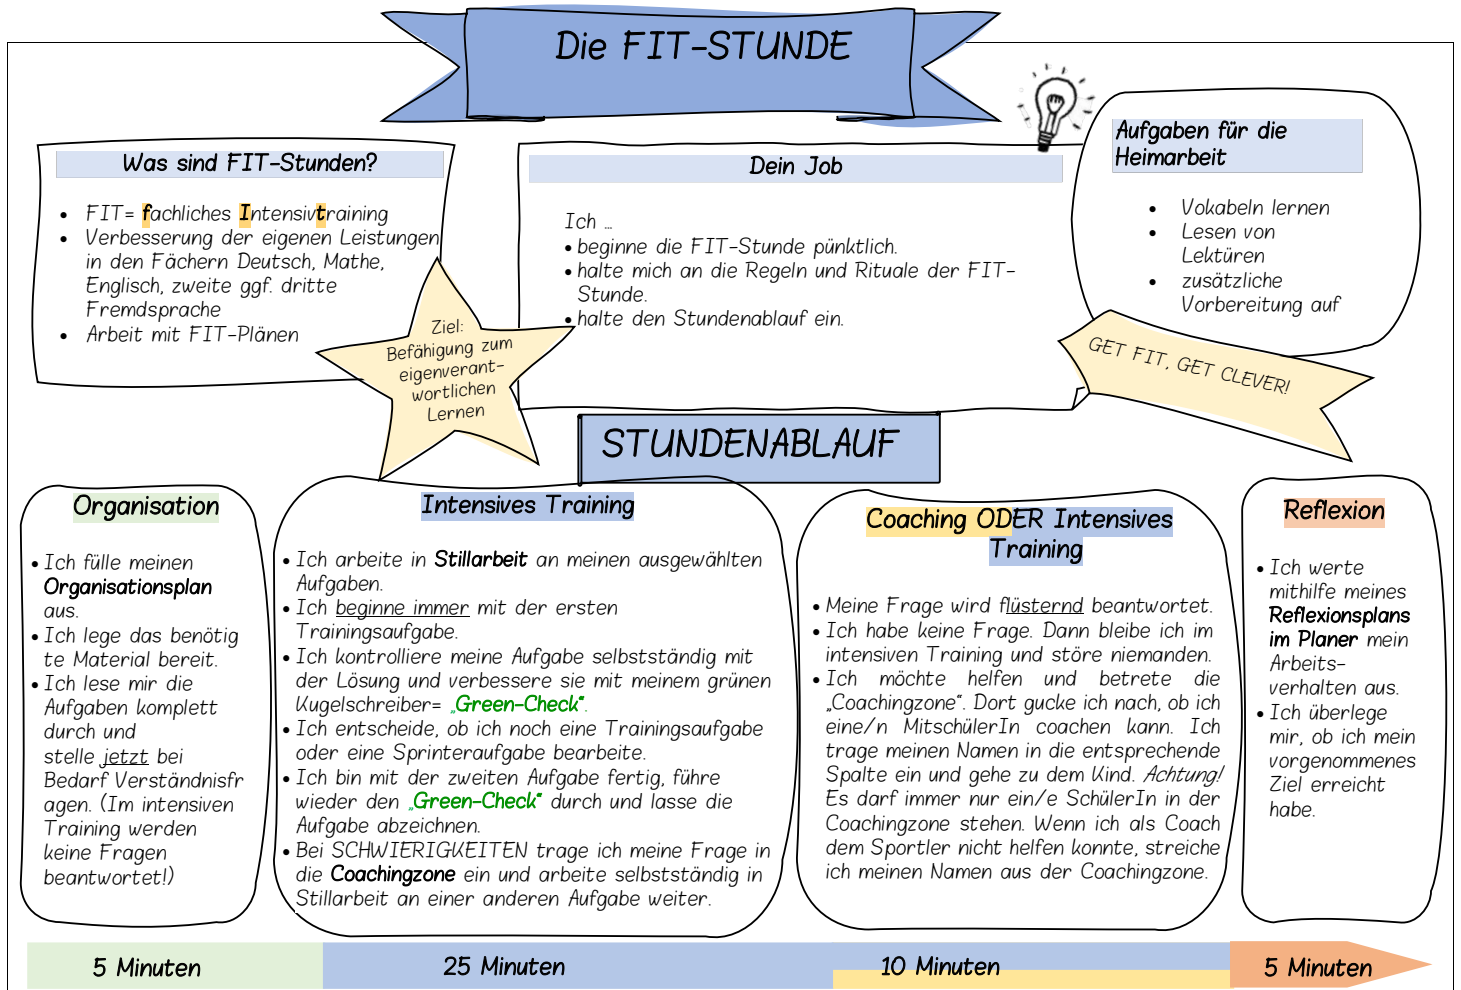 Die FIT-STUNDE
Was sind FIT-Stunden?
• FIT= fachliches Intensivtraining
• Verbesserung der eigenen Leistungen
in den Fächern Deutsch, Mathe,
Englisch, zweite ggf. dritte
Fremdsprache
• Arbeit mit FIT-Plänen
Ziel:
Befähigung zum
eigenverant-
wortlichen
Lernen
Dein Job
Ich …
• beginne die FIT-Stunde pünktlich.
• halte mich an die Regeln und Rituale der FIT-
Stunde.
• halte den Stundenablauf ein.
Aufgaben für die
Heimarbeit
• Vokabeln lernen
• Lesen von
Lektüren
• zusätzliche
Vorbereitung auf
GET FIT, GET CLEVER!
STUNDENABLAUF
Organisation
• Ich fülle meinen
Organisationsplan
aus.
• Ich lege das benötig
te Material bereit.
• Ich lese mir die
Aufgaben komplett
durch und
stelle jetzt bei
Bedarf Verständnisfr
agen. (Im intensiven
Training werden
keine Fragen
beantwortet!)
Intensives Training
• Ich arbeite in Stillarbeit an meinen ausgewählten
Aufgaben.
• Ich beginne immer mit der ersten
Trainingsaufgabe.
• Ich kontrolliere meine Aufgabe selbstständig mit
der Lösung und verbessere sie mit meinem grünen
Kugelschreiber= „Green-Check“.
• Ich entscheide, ob ich noch eine Trainingsaufgabe
oder eine Sprinteraufgabe bearbeite.
• Ich bin mit der zweiten Aufgabe fertig, führe
wieder den „Green-Check“ durch und lasse die
Aufgabe abzeichnen.
• Bei SCHWIERIGKEITEN trage ich meine Frage in
die Coachingzone ein und arbeite selbstständig in
Stillarbeit an einer anderen Aufgabe weiter.
Coaching ODER Intensives
Training
• Meine Frage wird flüsternd beantwortet.
• Ich habe keine Frage. Dann bleibe ich im
intensiven Training und störe niemanden.
• Ich möchte helfen und betrete die
„Coachingzone“. Dort gucke ich nach, ob ich
eine/n MitschülerIn coachen kann. Ich
trage meinen Namen in die entsprechende
Spalte ein und gehe zu dem Kind. Achtung!
Es darf immer nur ein/e SchülerIn in der
Coachingzone stehen. Wenn ich als Coach
dem Sportler nicht helfen konnte, streiche
ich meinen Namen aus der Coachingzone.
Reflexion
• Ich werte
mithilfe meines
Reflexionsplans
im Planer mein
Arbeits-
verhalten aus.
• Ich überlege
mir, ob ich mein
vorgenommenes
Ziel erreicht
habe.
5 Minuten
25 Minuten
10 Minuten
5 Minuten